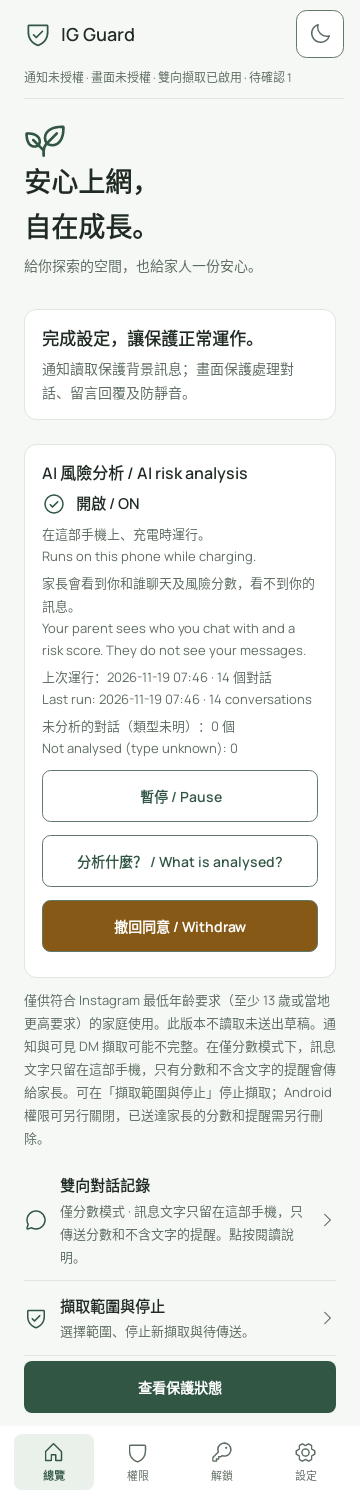 IG Guard
通知未授權 · 畫面未授權 · 雙向擷取已啟用 · 待確認 1
安心上網，
自在成長。
給你探索的空間，也給家人一份安心。
完成設定，讓保護正常運作。
通知讀取保護背景訊息；畫面保護處理對
話、留言回覆及防靜音。
AI 風險分析 / AI risk analysis
開啟 / ON
在這部手機上、充電時運行。
Runs on this phone while charging.
家長會看到你和誰聊天及風險分數，看不到你的
訊息。
Your parent sees who you chat with and a
risk score. They do not see your messages.
上次運行：2026-11-19 07:46 · 14 個對話
Last run: 2026-11-19 07:46 · 14 conversations
未分析的對話（類型未明）：0 個
Not analysed (type unknown): 0
暫停 / Pause
分析什麼？ / What is analysed?
撤回同意 / Withdraw
僅供符合 Instagram 最低年齡要求（至少 13 歲或當地
更高要求）的家庭使用。此版本不讀取未送出草稿。通
知與可見 DM 擷取可能不完整。在僅分數模式下，訊息
文字只留在這部手機，只有分數和不含文字的提醒會傳
給家長。可在「擷取範圍與停止」停止擷取；Android
權限可另行關閉，已送達家長的分數和提醒需另行刪
除。
雙向對話記錄
僅分數模式 · 訊息文字只留在這部手機，只
傳送分數和不含文字的提醒。點按閱讀說
明。
擷取範圍與停止
選擇範圍、停止新擷取與待傳送。
查看保護狀態
總覽
權限
解鎖
設定